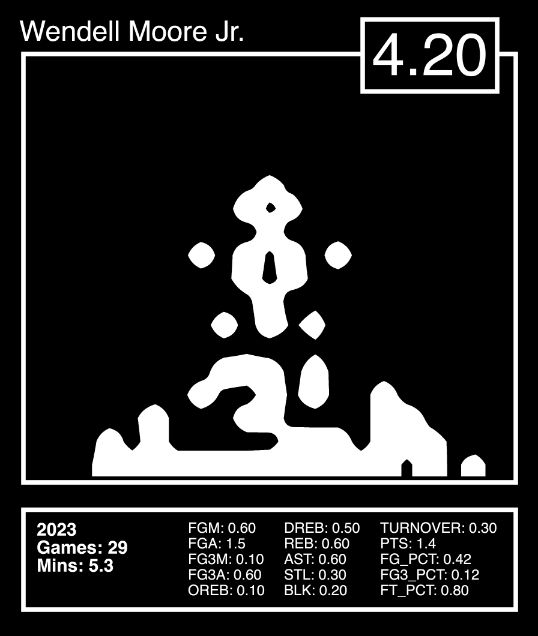 Wendell Moore Jr.
4.20
2023
Games: 29
Mins: 5.3
FGM: 0.60
FGA: 1.5
FG3M: 0.10
FG3A: 0.60
OREB: 0.10
DREB: 0.50
REB: 0.60
AST: 0.60
STL: 0.30
BLK: 0.20
TURNOVER: 0.30
PTS: 1.4
FG_PCT: 0.42
FG3_PCT: 0.12
FT_PCT: 0.80